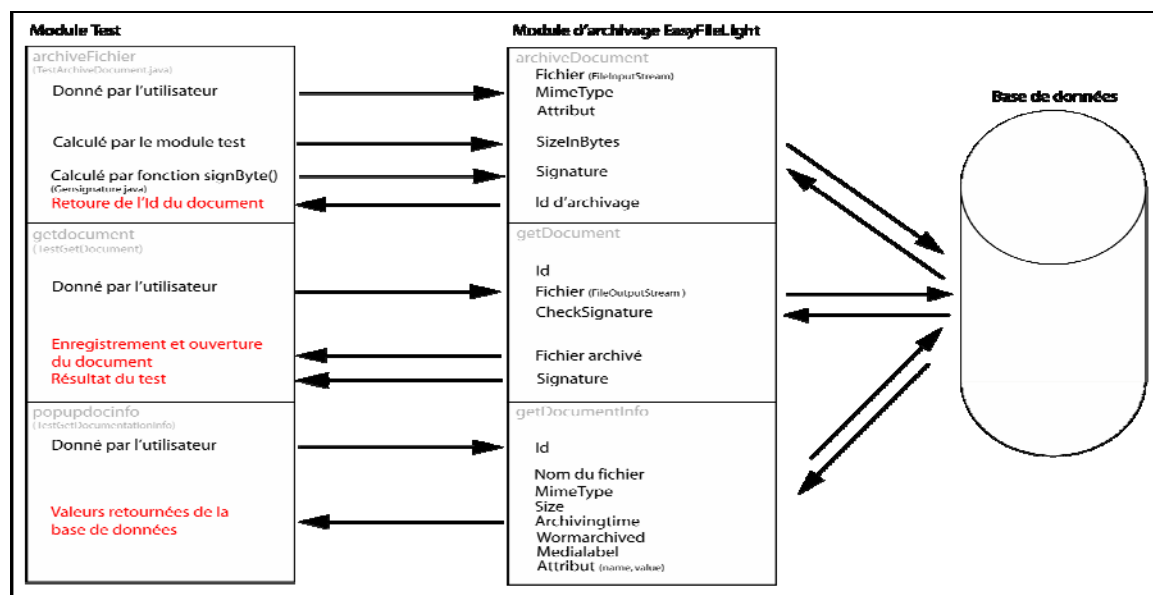 Module Test
archiveFichier
(TestArchiveDocument.java)
Donné par l'utilisateur
Calculé par le module test
Calculé par fonction signByte()
(Gensignature.java)
Retoure de l'Id du document
getdocument
(TestGetDocument)
Donné par l'utilisateur
Enregistrement et ouverture
du document
Résultat du test
popupdocinfo
(TestGetDocumentationInfo)
Donné par l'utilisateur
Valeurs retournées de la
base de données
Module d'archivage EasyFileLight
archiveDocument
Fichier (FileInputStream)
MimeType
Attribut
SizeInBytes
Signature
Id d'archivage
getDocument
Id
Fichier (FileOutputStream )
CheckSignature
Fichier archivé
Signature
getDocumentInfo
Id
Nom du fichier
MimeType
Size
Archivingtime
Wormarchived
Medialabel
Attribut (name, value)
Base de données